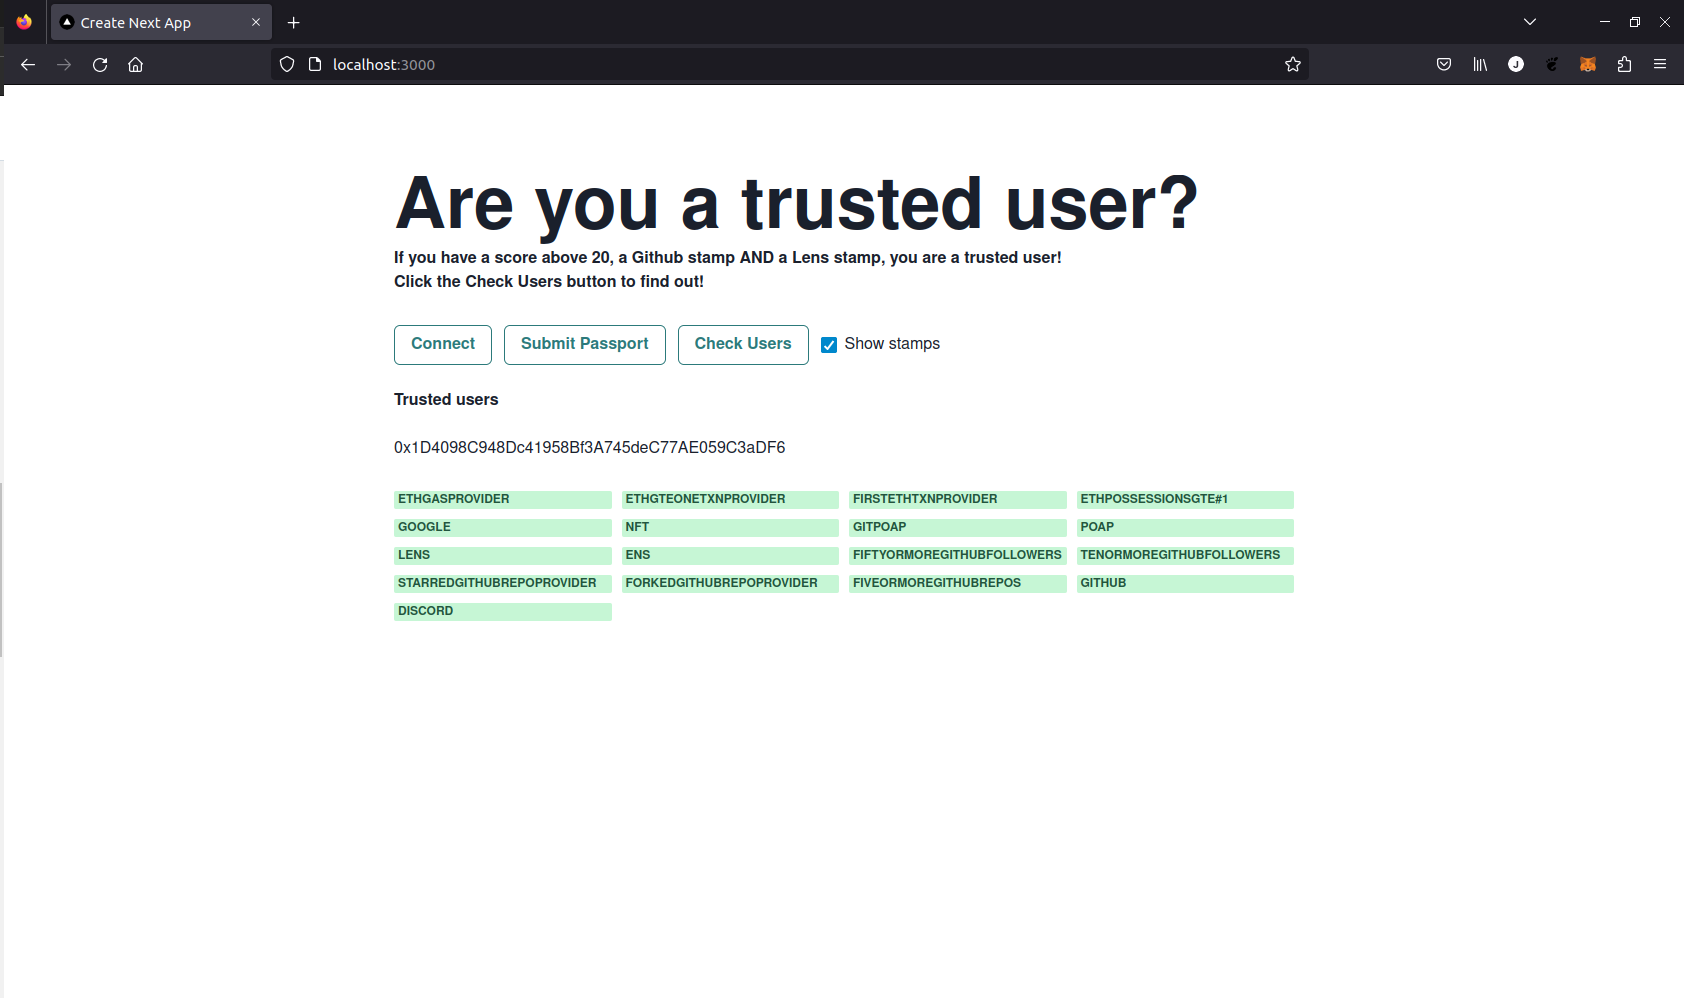 Create Next App
localhost:3000
J
Are you a trusted user?
If you have a score above 20, a Github stamp AND a Lens stamp, you are a trusted user!
Click the Check Users button to find out!
Connect Submit Passport Check Users Show stamps
Trusted users
0x1D4098C948Dc41958Bf3A745deC77AE059C3aDF6
ETHGASPROVIDER ETHGTEONETXNPROVIDER FIRSTETHTXNPROVIDER ETHPOSSESSIONSGTE#1
GOOGLE NFT GITPOAP POAP
LENS ENS FIFTYORMOREGITHUBFOLLOWERS TENORMOREGITHUBFOLLOWERS
STARREDGITHUBREPOPROVIDER FORKEDGITHUBREPOPROVIDER FIVEORMOREGITHUBREPOS GITHUB
DISCORD